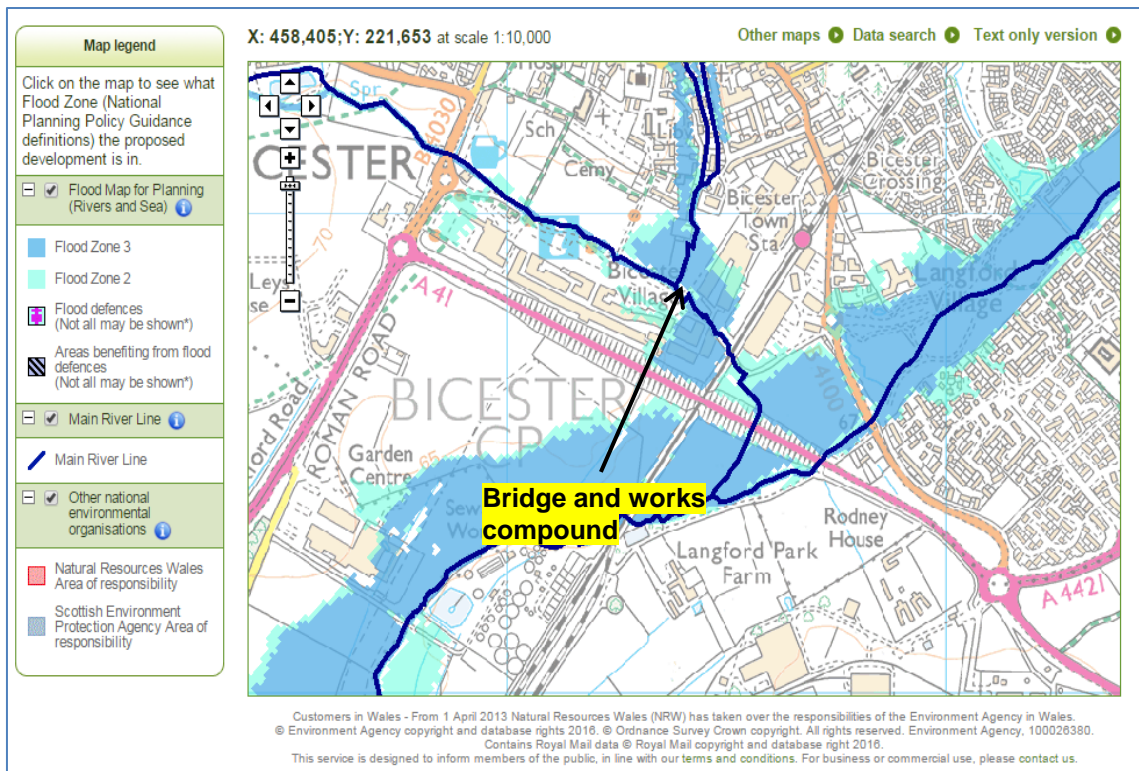 Map legend
Click on the map to see what
Flood Zone (National
Planning Policy Guidance
definitions) the proposed
development is in.
Flood Map for Planning
(Rivers and Sea)
Flood Zone 3
Flood Zone 2
Flood defences
(Not all may be shown*)
Areas benefiting from flood
defences
(Not all may be shown*)
Main River Line
Main River Line
Other national
environmental
organisations
Natural Resources Wales
Area of responsibility
Scottish Environment
Protection Agency Area of
responsibility
X: 458,405;Y: 221,653 at scale 1:10,000
Other maps
Data search
Text only version
Spr
B4030
Sch
Cemy
Liby
CESTER
70
Bicester
Crossing
Bicester
Town
Sta
Bicester
Village
Langford
Village
Leys
A 41
ROMAN ROAD
BICESTER
CP
4100
67
65
Garden
Centre
Bridge and works
compound
Rodney
House
Langford Park
Farm
A 4421
Customers in Wales - From 1 April 2013 Natural Resources Wales (NRW) has taken over the responsibilities of the Environment Agency in Wales.
© Environment Agency copyright and database rights 2016. © Ordnance Survey Crown copyright. All rights reserved. Environment Agency, 100026380.
Contains Royal Mail data © Royal Mail copyright and database right 2016.
This service is designed to inform members of the public, in line with our terms and conditions. For business or commercial use, please contact us.